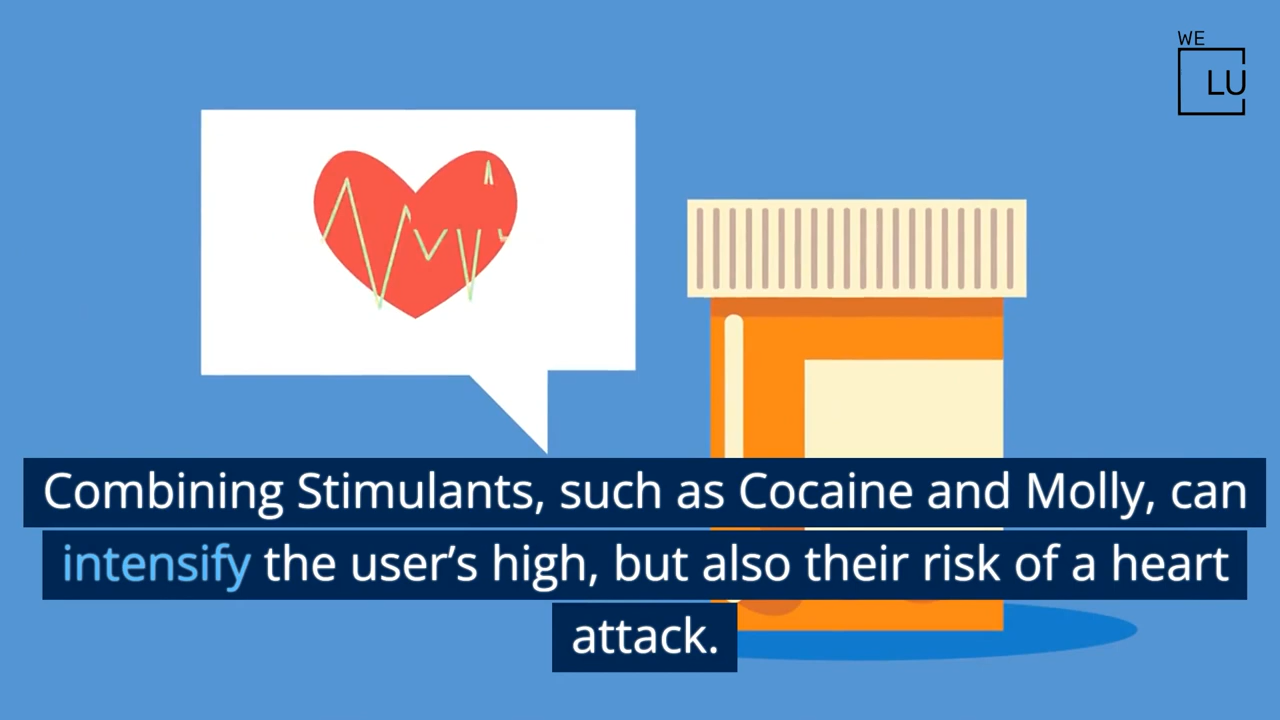 WE
LU
Combining Stimulants, such as Cocaine and Molly, can
intensify the user’s high, but also their risk of a heart
attack.